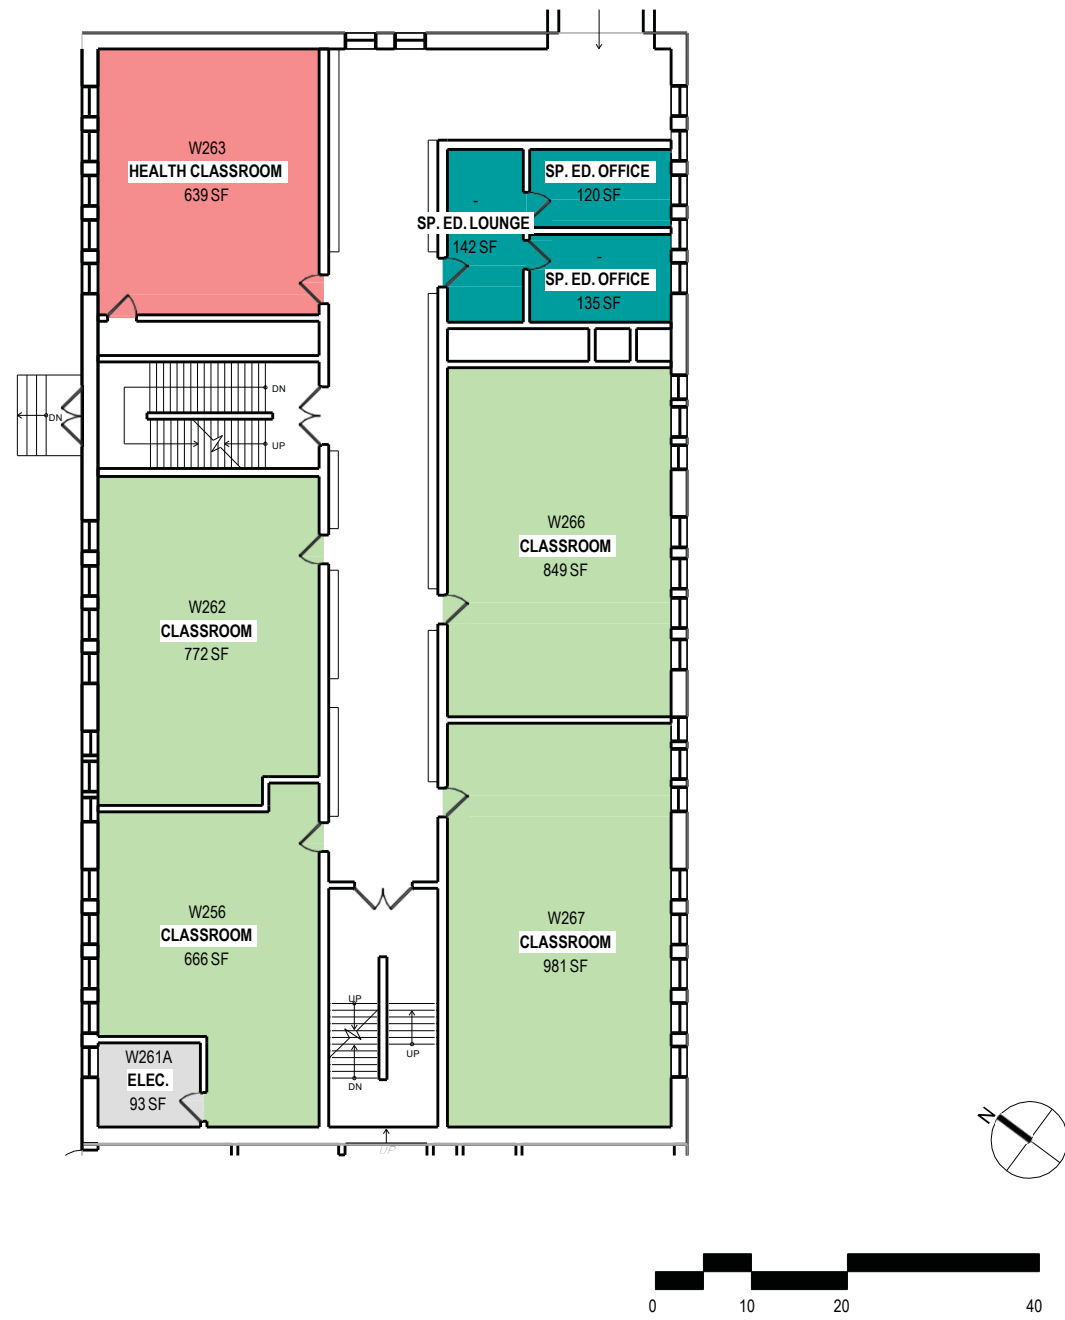 W263
HEALTH CLASSROOM
639 SF
SP. ED. OFFICE
120 SF
-
SP. ED. LOUNGE
142 SF
-
SP. ED. OFFICE
135 SF
DN
DN
UP
W266
CLASSROOM
849 SF
W262
CLASSROOM
772 SF
W256
CLASSROOM
666 SF
W267
CLASSROOM
981 SF
UP
UP
DN
W261A
ELEC.
93 SF
UP
N
0 10 20 40